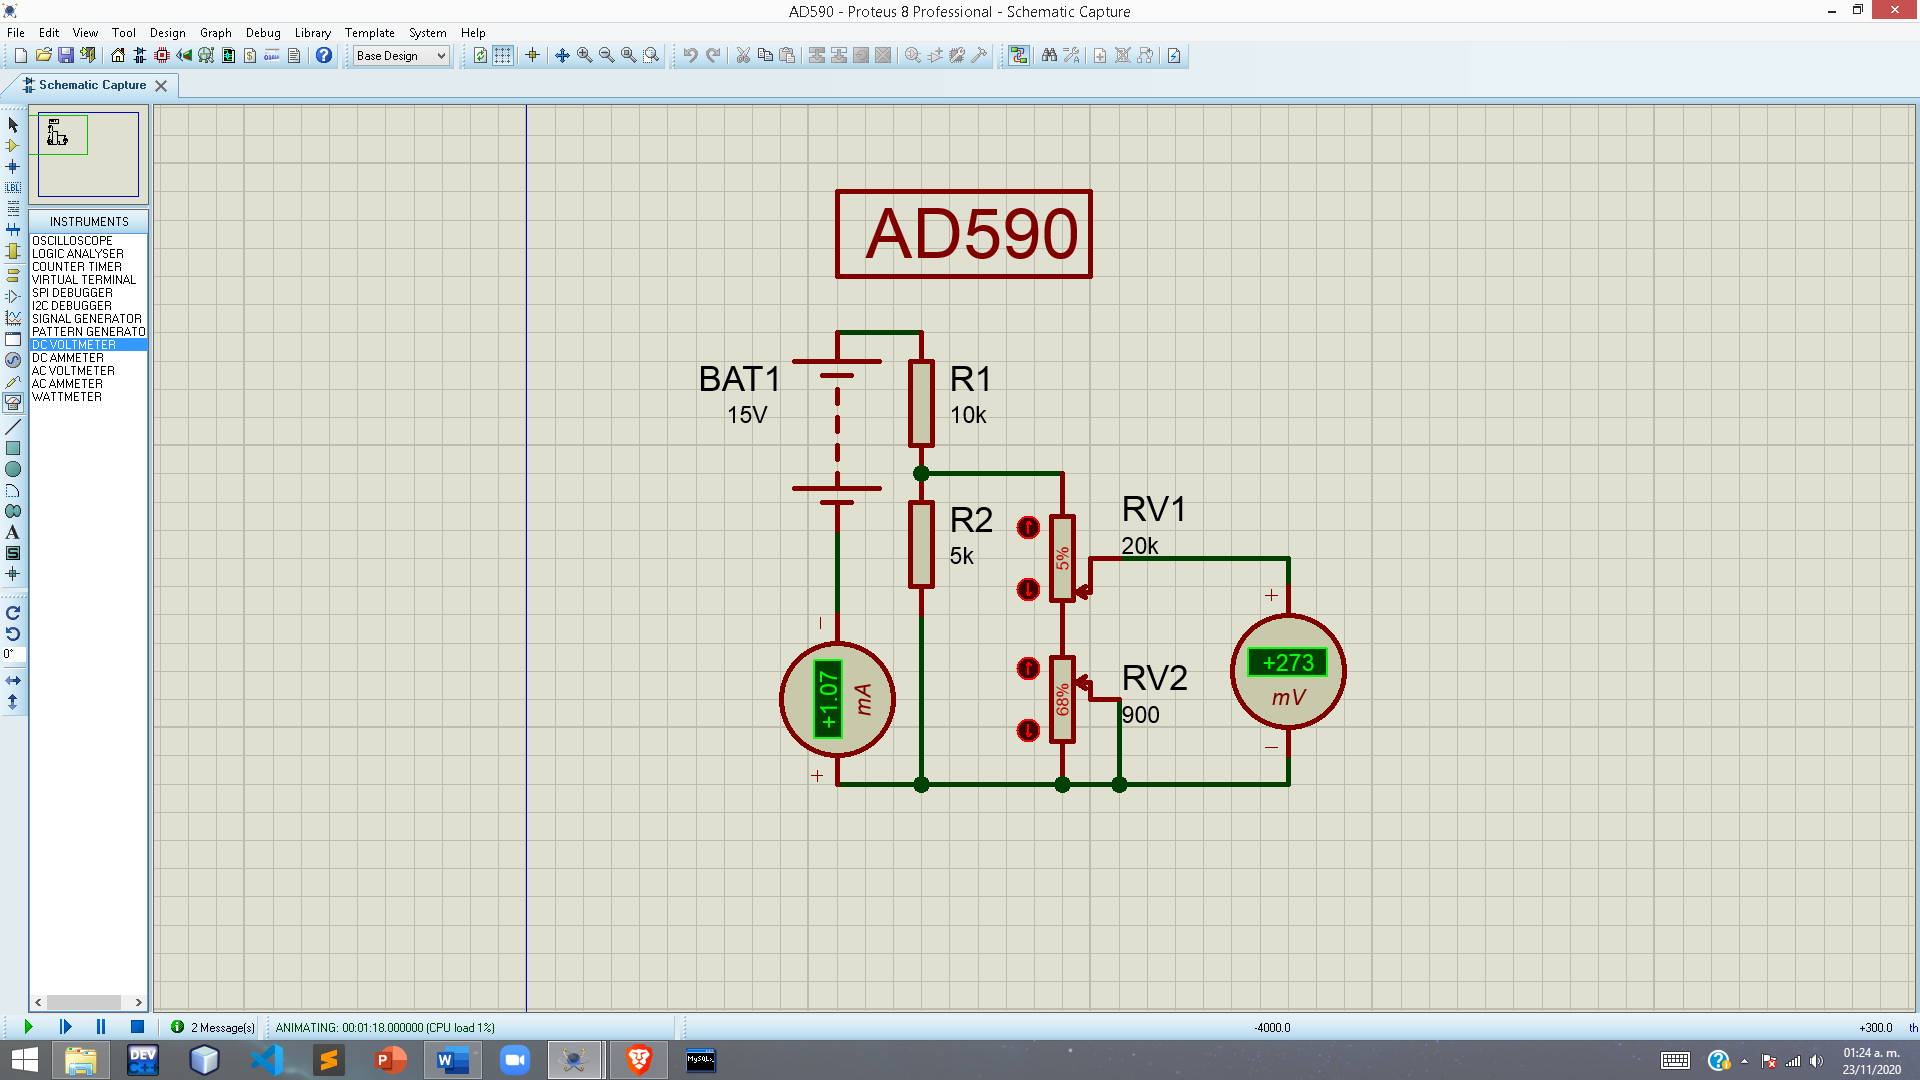 AD590 - Proteus 8 Professional - Schematic Capture
File Edit View Tool Design Graph Debug Library Template System Help
Base Design
Schematic Capture
INSTRUMENTS
OSCILLOSCOPE
LOGIC ANALYSER
COUNTER TIMER
VIRTUAL TERMINAL
SPI DEBUGGER
I2C DEBUGGER
SIGNAL GENERATOR
PATTERN GENERATO
DC VOLTMETER
DC AMMETER
AC VOLTMETER
AC AMMETER
WATTMETER
LBL
A
S
0°
AD590
BAT1
15V
R1
10k
R2
5k
RV1
20k
5%
RV2
900
68%
+1.07
mA
+273
mV
+
−
−
+
2 Message(s)
ANIMATING: 00:01:18.000000 (CPU load 1%)
-4000.0
+300.0
th
DEV
C++
MySQL
01:24 a. m.
23/11/2020